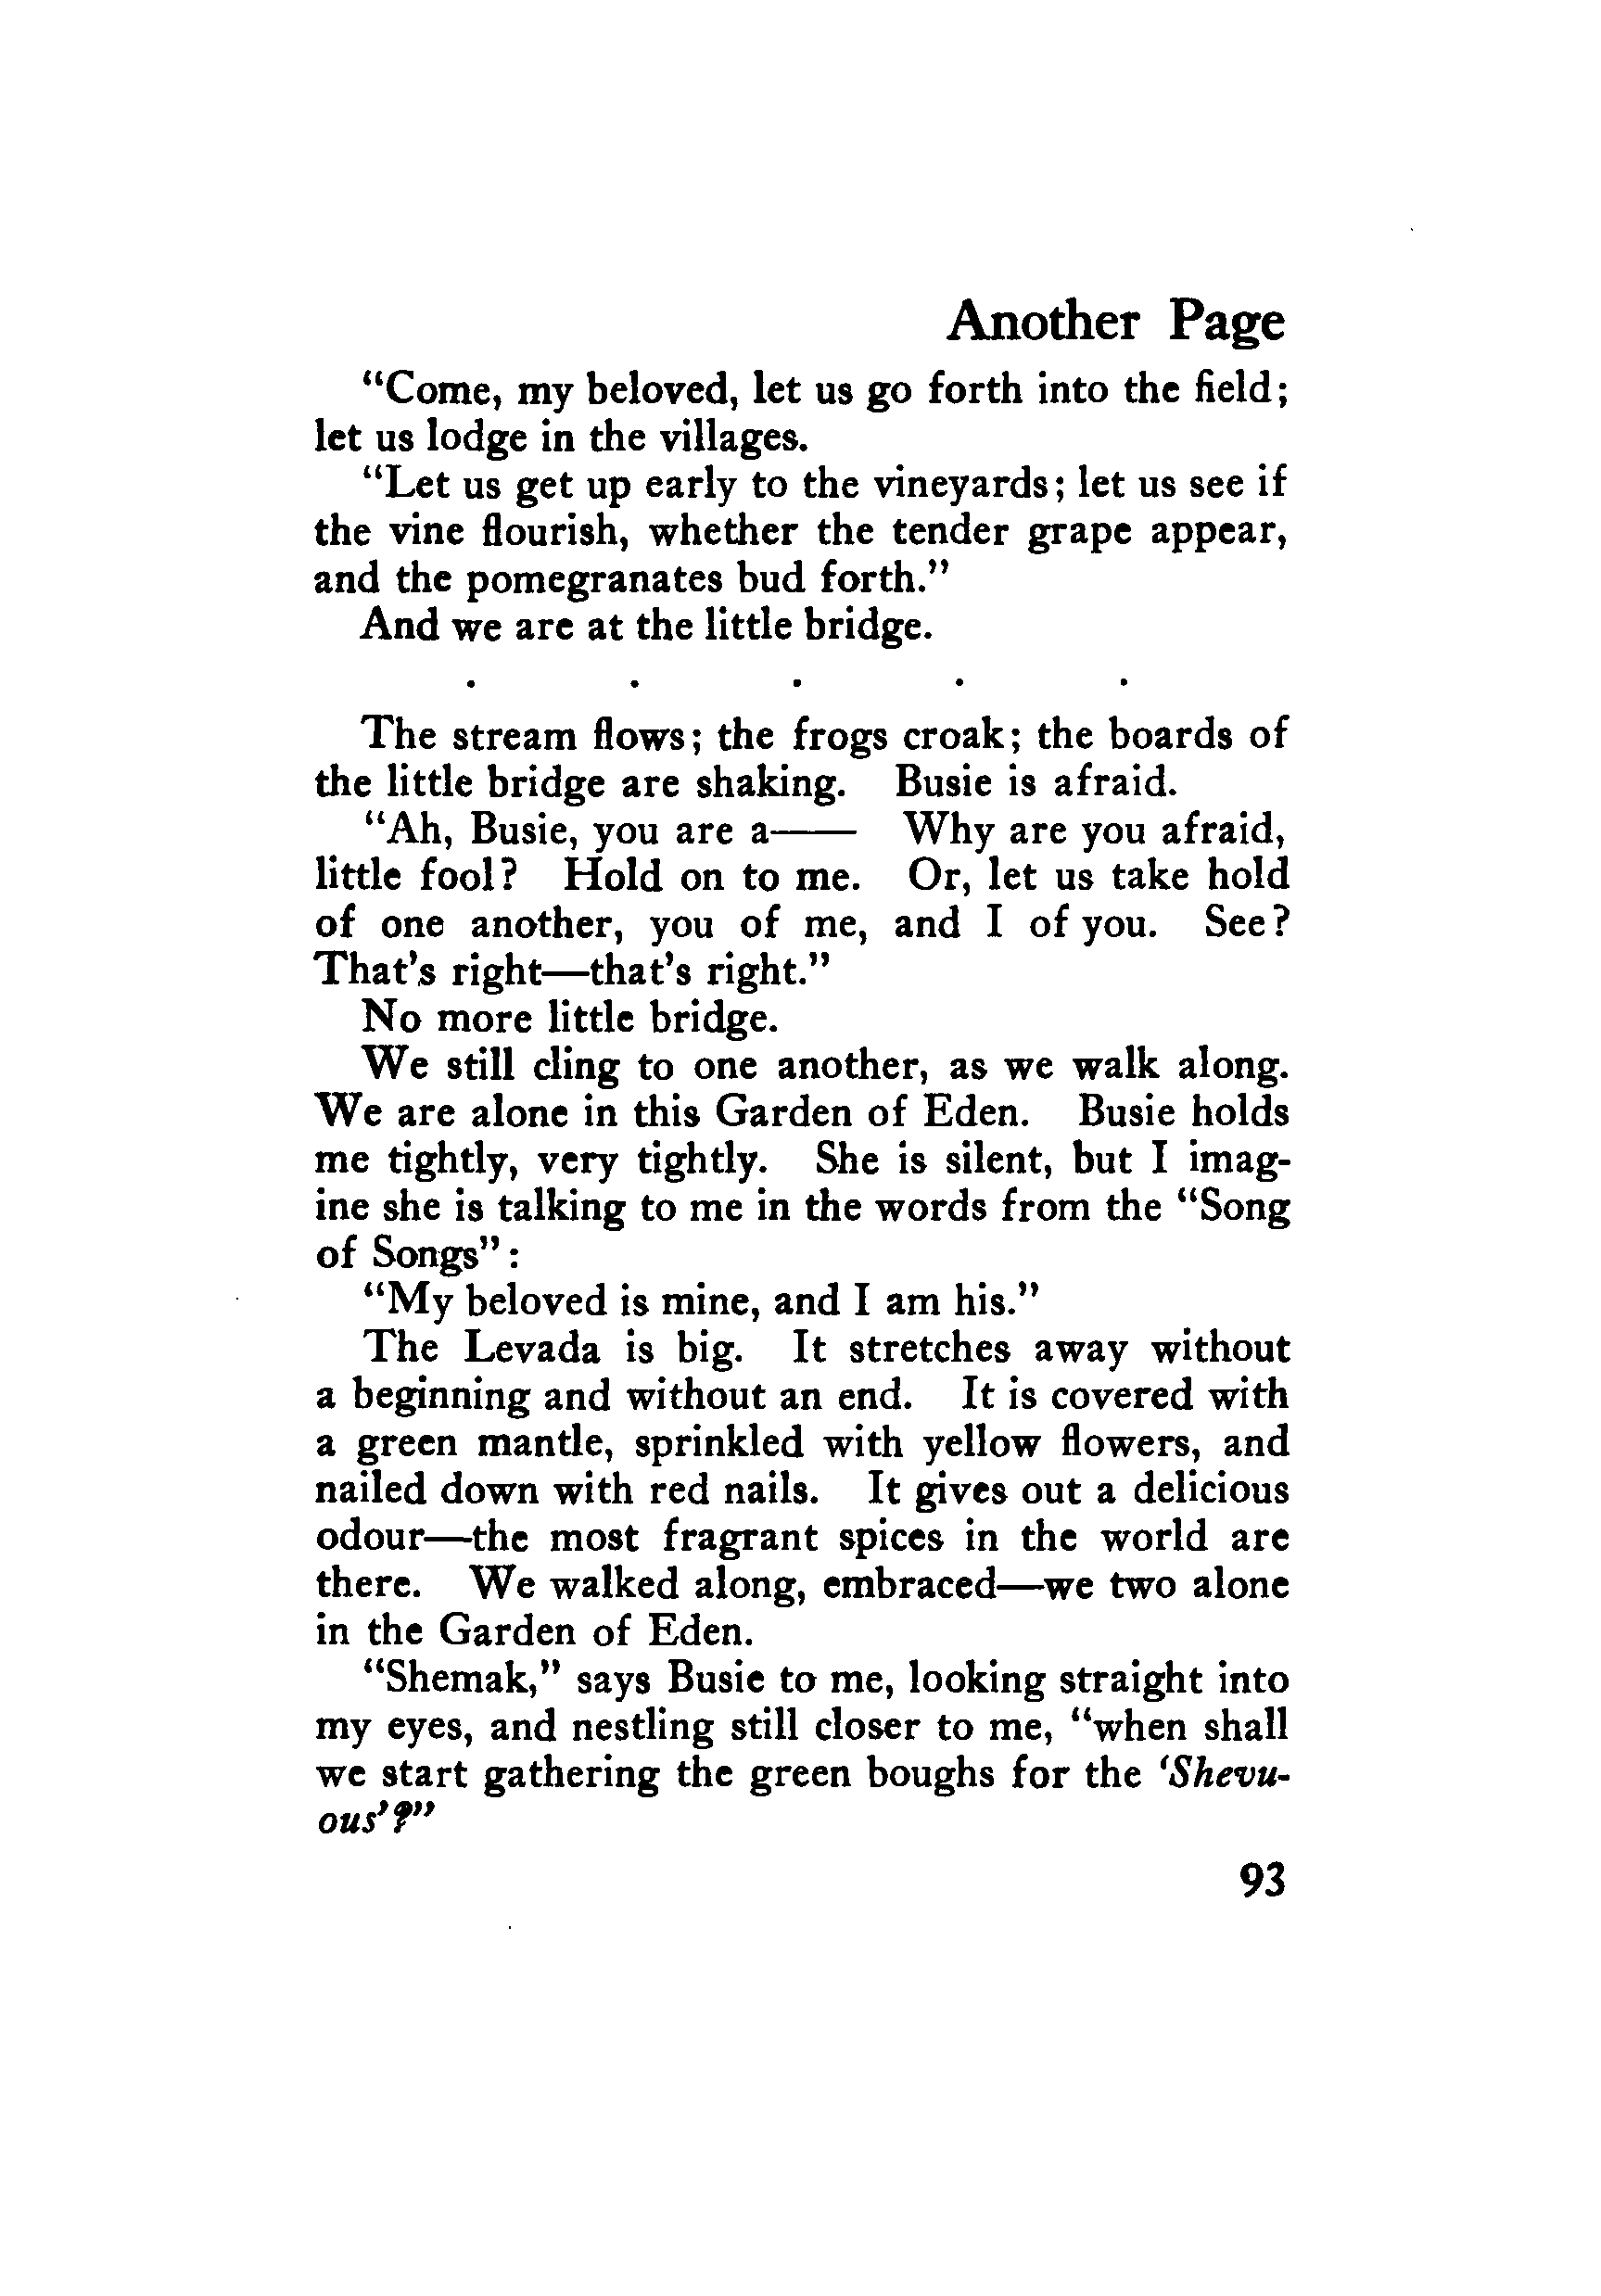 Another Page
“Come, my beloved, let us go forth into the field;
let us lodge in the villages.
“Let us get up early to the vineyards; let us see if
the vine flourish, whether the tender grape appear,
and the pomegranates bud forth.”
And we are at the little bridge.
. . . . .
The stream flows; the frogs croak; the boards of
the little bridge are shaking. Busie is afraid.
“Ah, Busie, you are a—— Why are you afraid,
little fool? Hold on to me. Or, let us take hold
of one another, you of me, and I of you. See?
That’s right—that’s right.”
No more little bridge.
We still cling to one another, as we walk along.
We are alone in this Garden of Eden. Busie holds
me tightly, very tightly. She is silent, but I imag-
ine she is talking to me in the words from the “Song
of Songs”:
“My beloved is mine, and I am his.”
The Levada is big. It stretches away without
a beginning and without an end. It is covered with
a green mantle, sprinkled with yellow flowers, and
nailed down with red nails. It gives out a delicious
odour—the most fragrant spices in the world are
there. We walked along, embraced—we two alone
in the Garden of Eden.
“Shemak,” says Busie to me, looking straight into
my eyes, and nestling still closer to me, “when shall
we start gathering the green boughs for the ‘Shevu-
ous’?”
93